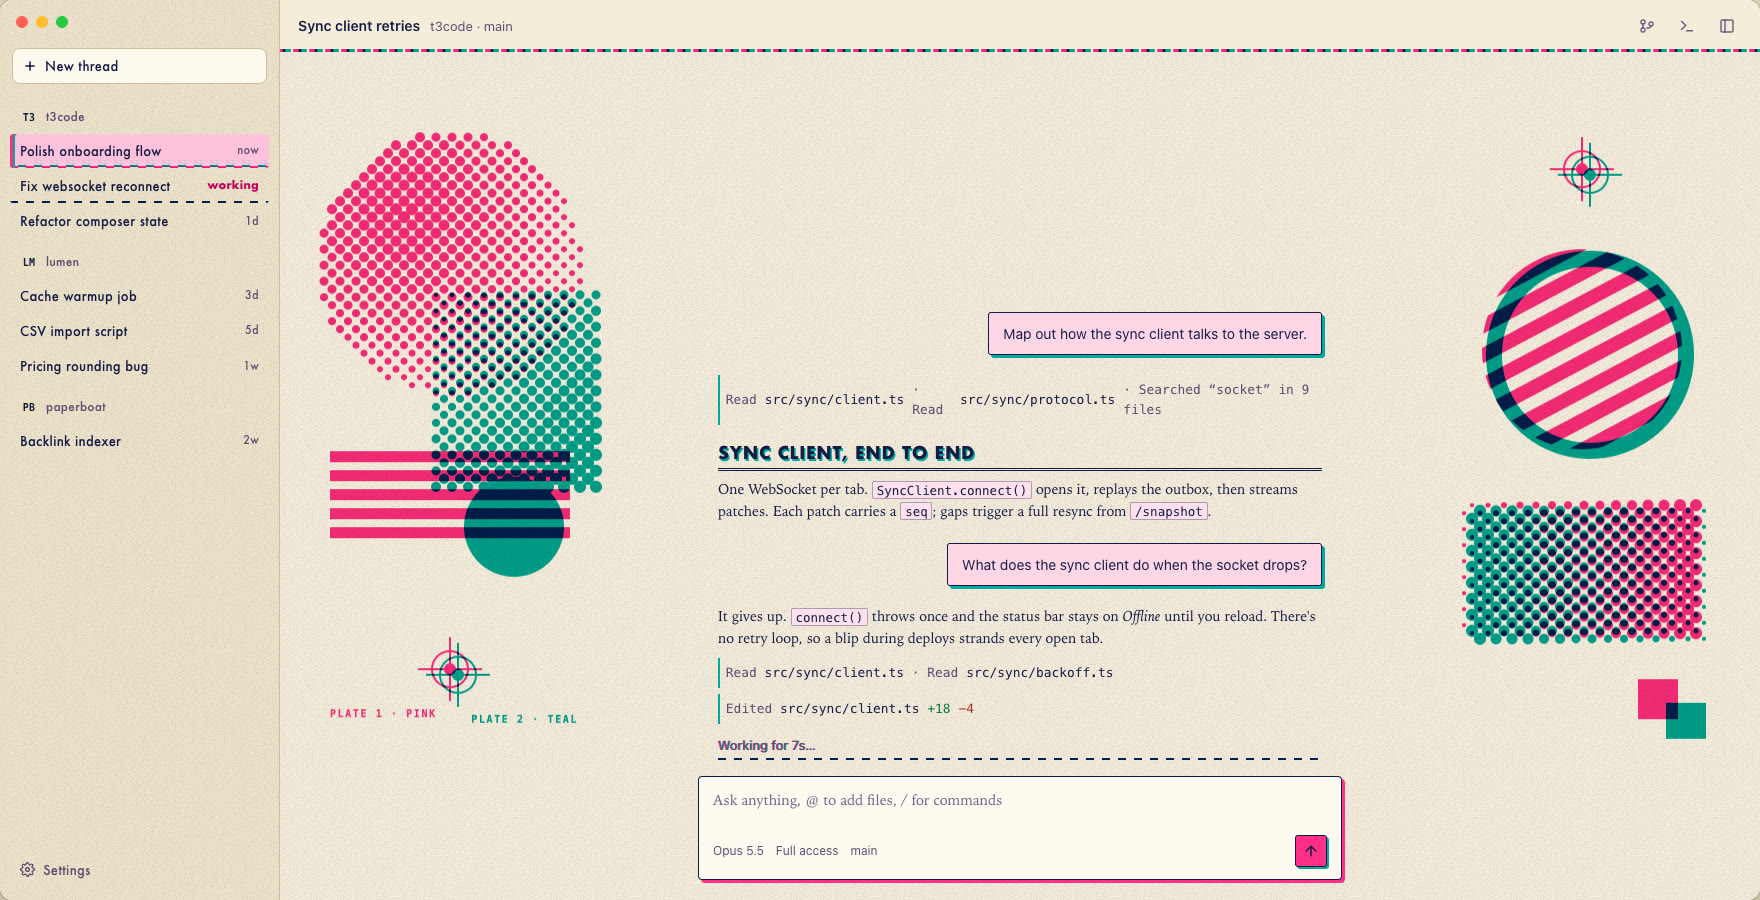 Sync client retries t3code · main
+ New thread
T3 t3code
Polish onboarding flow now
Fix websocket reconnect working
Refactor composer state 1d
LM lumen
Cache warmup job 3d
CSV import script 5d
Pricing rounding bug 1w
PB paperboat
Backlink indexer 2w
Settings
PLATE 1 · PINK
PLATE 2 · TEAL
Map out how the sync client talks to the server.
Read src/sync/client.ts · Read src/sync/protocol.ts · Searched “socket” in 9 files
SYNC CLIENT, END TO END
One WebSocket per tab. SyncClient.connect() opens it, replays the outbox, then streams
patches. Each patch carries a seq; gaps trigger a full resync from /snapshot.
What does the sync client do when the socket drops?
It gives up. connect() throws once and the status bar stays on Offline until you reload. There's
no retry loop, so a blip during deploys strands every open tab.
Read src/sync/client.ts · Read src/sync/backoff.ts
Edited src/sync/client.ts +18 −4
Working for 7s...
Ask anything, @ to add files, / for commands
Opus 5.5 Full access main